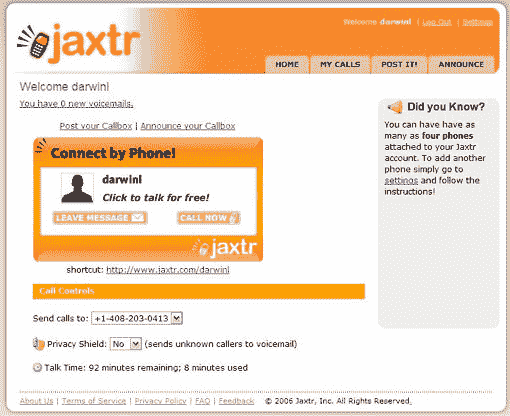 jaxtr
Welcome darwinl | Log Out | Settings
HOME MY CALLS POST IT! ANNOUNCE
Welcome darwinl
You have 0 new voicemails.
Post your Callbox | Announce your Callbox
Connect by Phone!
darwinl
Click to talk for free!
LEAVE MESSAGE CALL NOW
jaxtr
shortcut: http://www.jaxtr.com/darwinl
Call Controls
Send calls to: +1-408-203-0413
Privacy Shield: No (sends unknown callers to voicemail)
Talk Time: 92 minutes remaining; 8 minutes used
Did you Know?
You can have have as
many as four phones
attached to your Jaxtr
account. To add another
phone simply go to
settings and follow the
instructions!
About Us | Terms of Service | Privacy Policy | FAQ | Feedback © 2006 Jaxtr, Inc. All Rights Reserved.